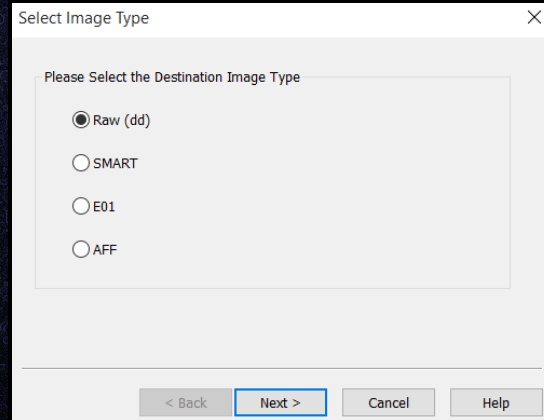 Select Image Type
Please Select the Destination Image Type
Raw (dd)
SMART
E01
AFF
< Back Next > Cancel Help